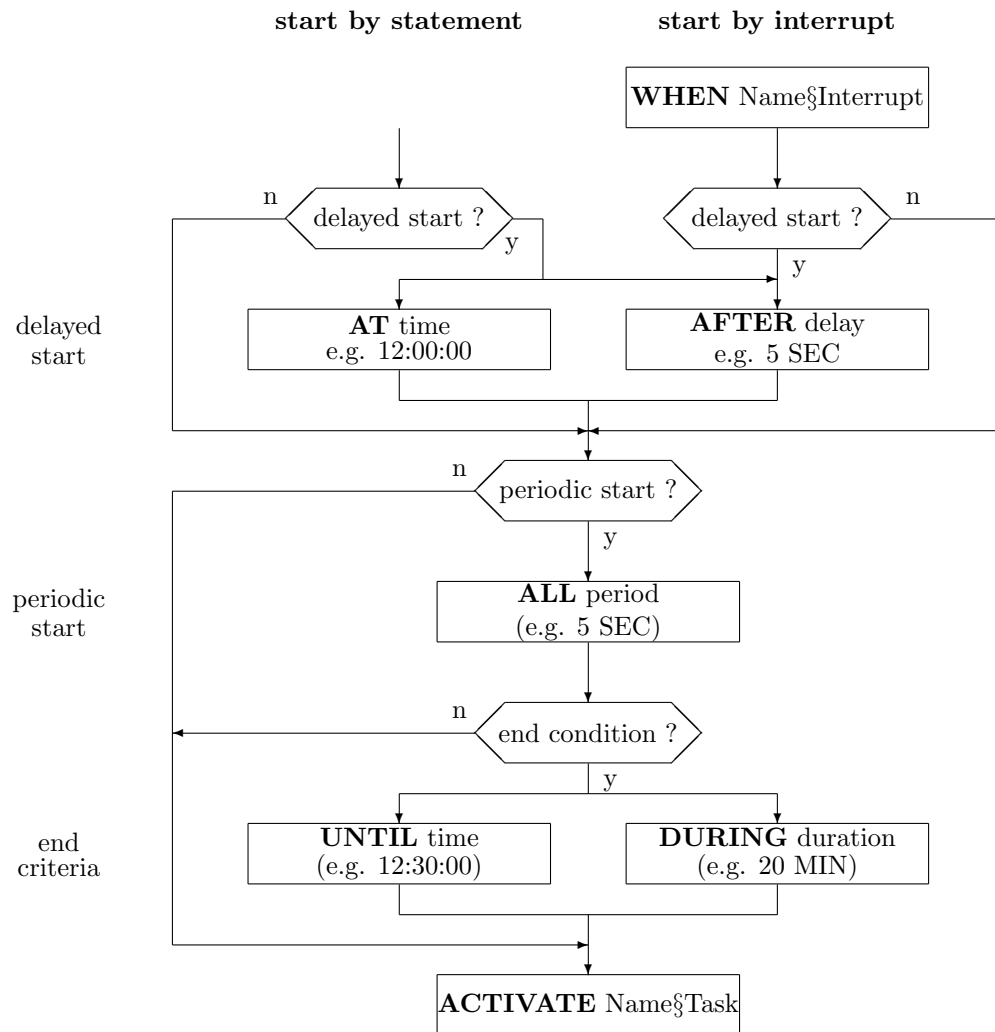 start by statement
start by interrupt
WHEN Name§Interrupt
n
delayed start ?
y
delayed start ?
n
y
delayed
start
AT time
e.g. 12:00:00
AFTER delay
e.g. 5 SEC
n
periodic start ?
y
periodic
start
ALL period
(e.g. 5 SEC)
n
end condition ?
y
end
criteria
UNTIL time
(e.g. 12:30:00)
DURING duration
(e.g. 20 MIN)
ACTIVATE Name§Task